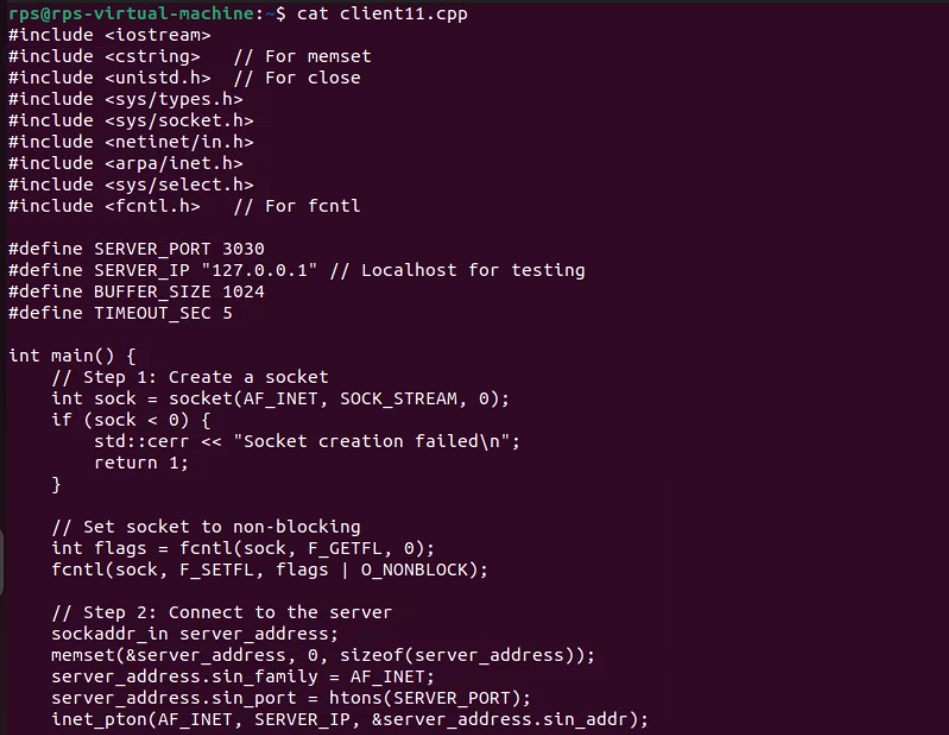 rps@rps-virtual-machine:~$ cat client11.cpp
#include <iostream>
#include <cstring>   // For memset
#include <unistd.h>  // For close
#include <sys/types.h>
#include <sys/socket.h>
#include <netinet/in.h>
#include <arpa/inet.h>
#include <sys/select.h>
#include <fcntl.h>   // For fcntl

#define SERVER_PORT 3030
#define SERVER_IP "127.0.0.1" // Localhost for testing
#define BUFFER_SIZE 1024
#define TIMEOUT_SEC 5

int main() {
    // Step 1: Create a socket
    int sock = socket(AF_INET, SOCK_STREAM, 0);
    if (sock < 0) {
        std::cerr << "Socket creation failed\n";
        return 1;
    }

    // Set socket to non-blocking
    int flags = fcntl(sock, F_GETFL, 0);
    fcntl(sock, F_SETFL, flags | O_NONBLOCK);

    // Step 2: Connect to the server
    sockaddr_in server_address;
    memset(&server_address, 0, sizeof(server_address));
    server_address.sin_family = AF_INET;
    server_address.sin_port = htons(SERVER_PORT);
    inet_pton(AF_INET, SERVER_IP, &server_address.sin_addr);